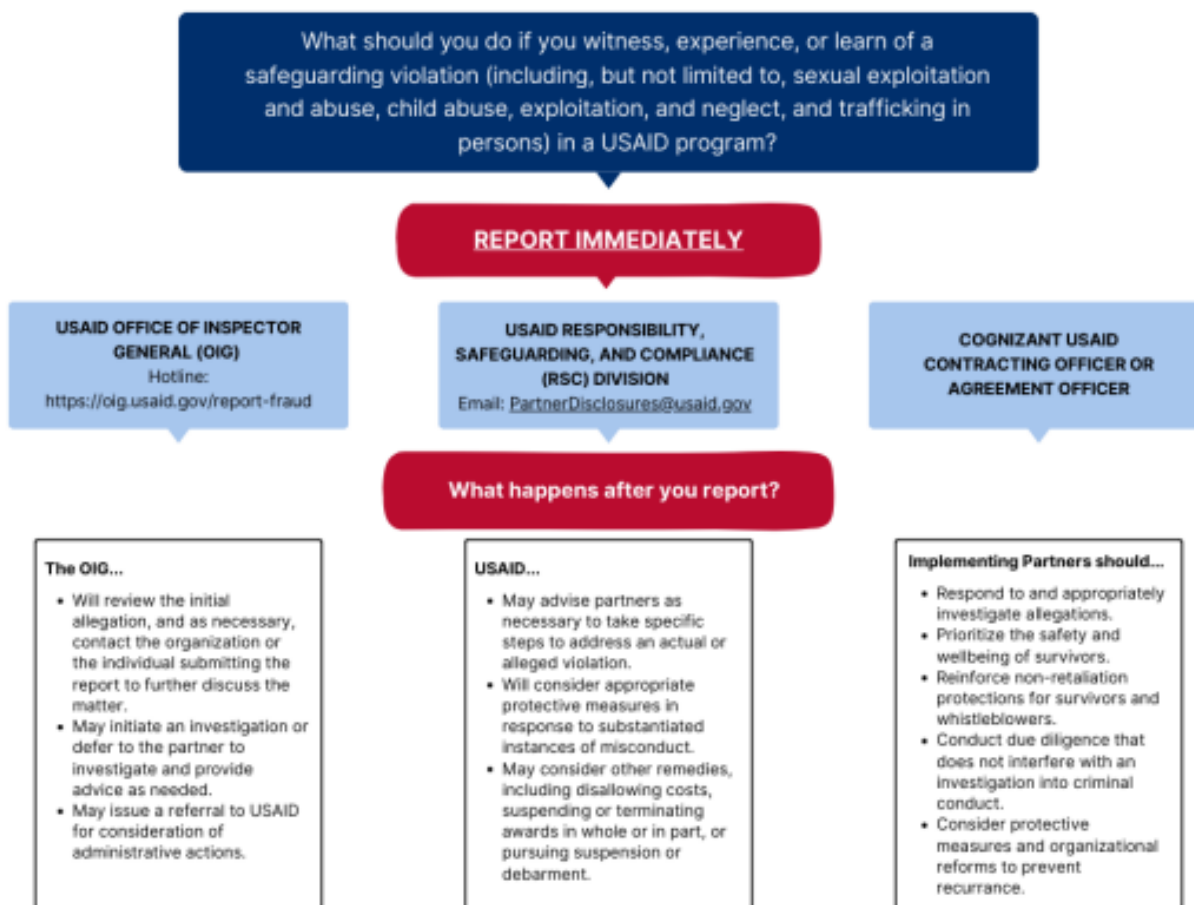 What should you do if you witness, experience, or learn of a
safeguarding violation (including, but not limited to, sexual exploitation
and abuse, child abuse, exploitation, and neglect, and trafficking in
persons) in a USAID program?
REPORT IMMEDIATELY
USAID OFFICE OF INSPECTOR
GENERAL (OIG)
Hotline:
https://oig.usaid.gov/report-fraud
USAID RESPONSIBILITY,
SAFEGUARDING, AND COMPLIANCE
(RSC) DIVISION
Email: PartnerDisclosures@usaid.gov
COGNIZANT USAID
CONTRACTING OFFICER OR
AGREEMENT OFFICER
What happens after you report?
The OIG...
• Will review the initial
allegation, and as necessary,
contact the organization or
the individual submitting the
report to further discuss the
matter.
• May initiate an investigation or
defer to the partner to
investigate and provide
advice as needed.
• May issue a referral to USAID
for consideration of
administrative actions.
USAID...
• May advise partners as
necessary to take specific
steps to address an actual or
alleged violation.
• Will consider appropriate
protective measures in
response to substantiated
instances of misconduct.
• May consider other remedies,
including disallowing costs,
suspending or terminating
awards in whole or in part, or
pursuing suspension or
debarment.
Implementing Partners should...
• Respond to and appropriately
investigate allegations.
• Prioritize the safety and
wellbeing of survivors.
• Reinforce non-retaliation
protections for survivors and
whistleblowers.
• Conduct due diligence that
does not interfere with an
investigation into criminal
conduct.
• Consider protective
measures and organizational
reforms to prevent
recurrance.